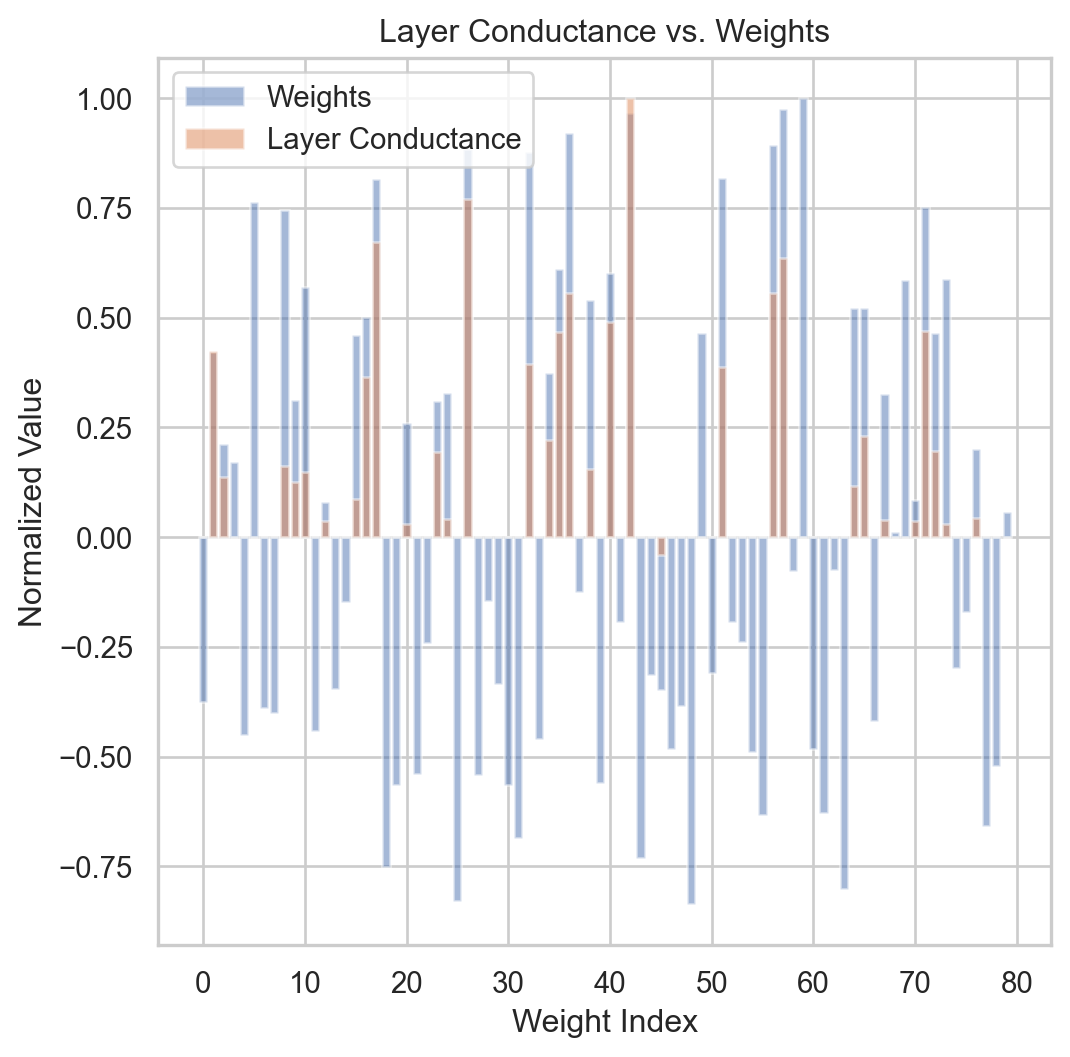 Layer Conductance vs. Weights
Weights
Layer Conductance
1.00
0.75
0.50
0.25
0.00
−0.25
−0.50
−0.75
Normalized Value
0 10 20 30 40 50 60 70 80
Weight Index